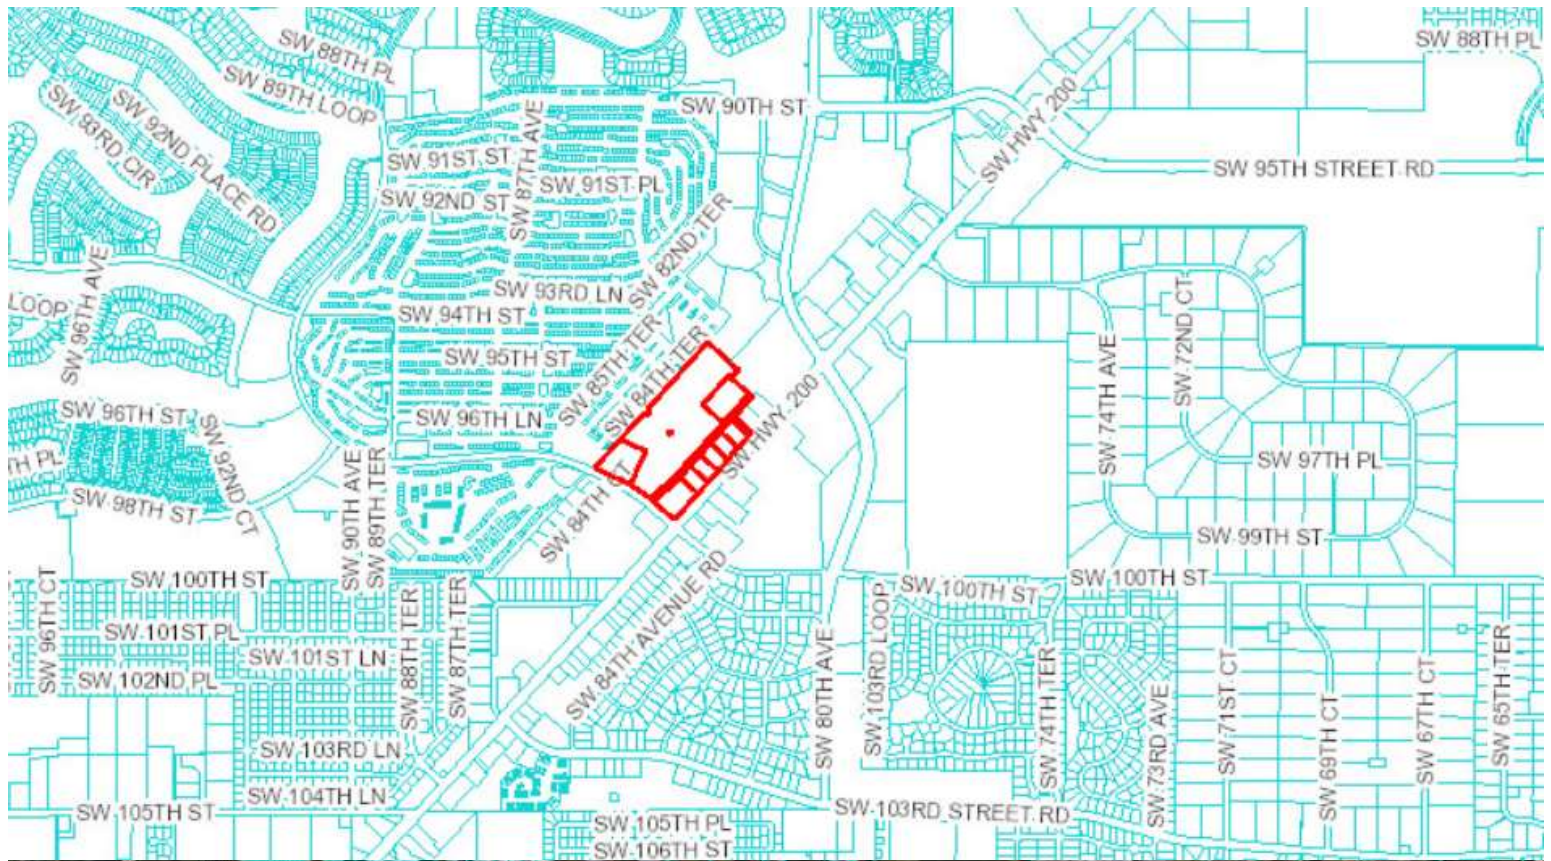 SW 88TH PL
SW 88TH PL
SW 89TH LOOP
SW 90TH ST
SW HWY 200
SW 92ND PLACE RD
SW 93RD CIR
SW 87TH AVE
SW 91ST ST
SW 91ST PL
SW 95TH STREET RD
SW 92ND ST
SW 82ND TER
SW 96TH AVE
LOOP
SW 93RD LN
SW 94TH ST
SW 72ND CT
SW 74TH AVE
SW 95TH ST
SW 85TH TER
SW 84TH TER
SW HWY 200
SW 96TH ST
SW 96TH LN
SW 92ND CT
TH PL
SW 97TH PL
SW 98TH ST
SW 90TH AVE
SW 89TH TER
SW 84TH CT
SW 99TH ST
SW 100TH ST
SW 100TH ST
SW 100TH ST
SW 96TH CT
SW 101ST PL
SW 101ST LN
SW 88TH TER
SW 87TH TER
SW 84TH AVENUE RD
SW 80TH AVE
SW 103RD LOOP
SW 74TH TER
SW 73RD AVE
SW 71ST CT
SW 69TH CT
SW 67TH CT
SW 65TH TER
SW 102ND PL
SW 103RD LN
SW 104TH LN
SW 105TH ST
SW 103RD STREET RD
SW 105TH PL
SW 106TH ST